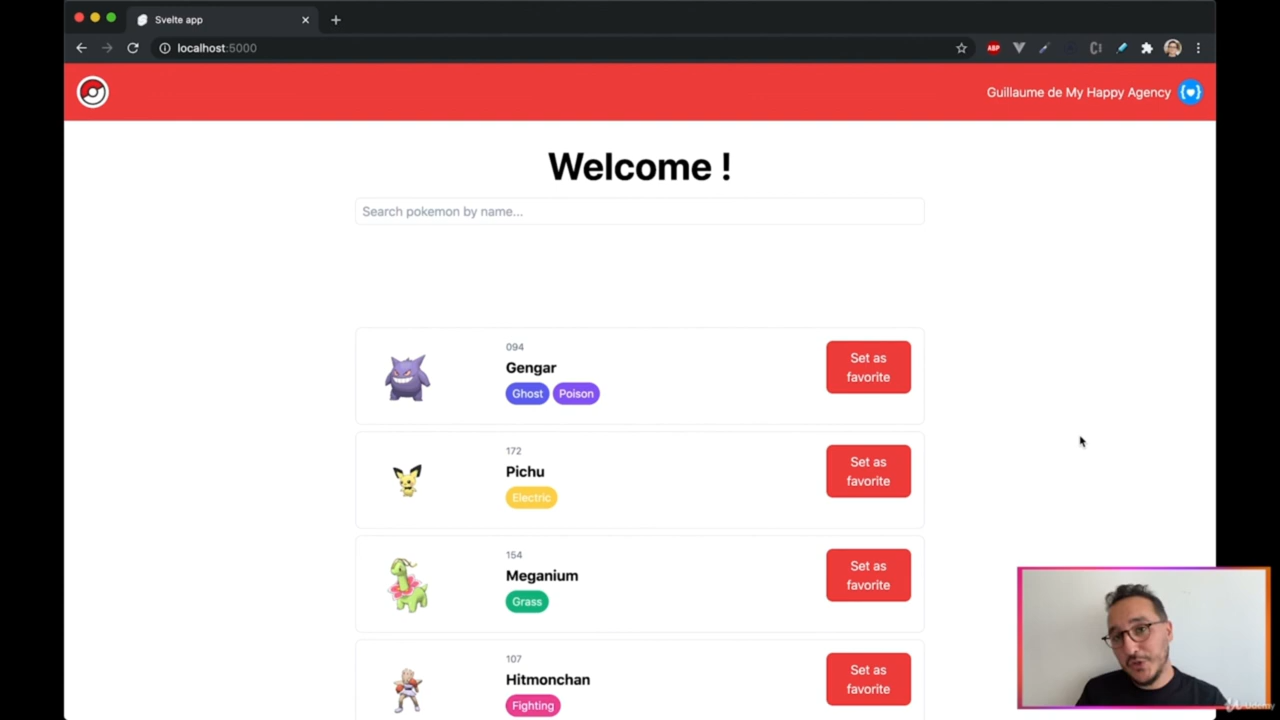 Svelte app
localhost:5000
ABP
Guillaume de My Happy Agency
Welcome !
Search pokemon by name...
094
Gengar
Ghost Poison
Set as
favorite
172
Pichu
Electric
Set as
favorite
154
Meganium
Grass
Set as
favorite
107
Hitmonchan
Fighting
Set as
favorite
Udemy